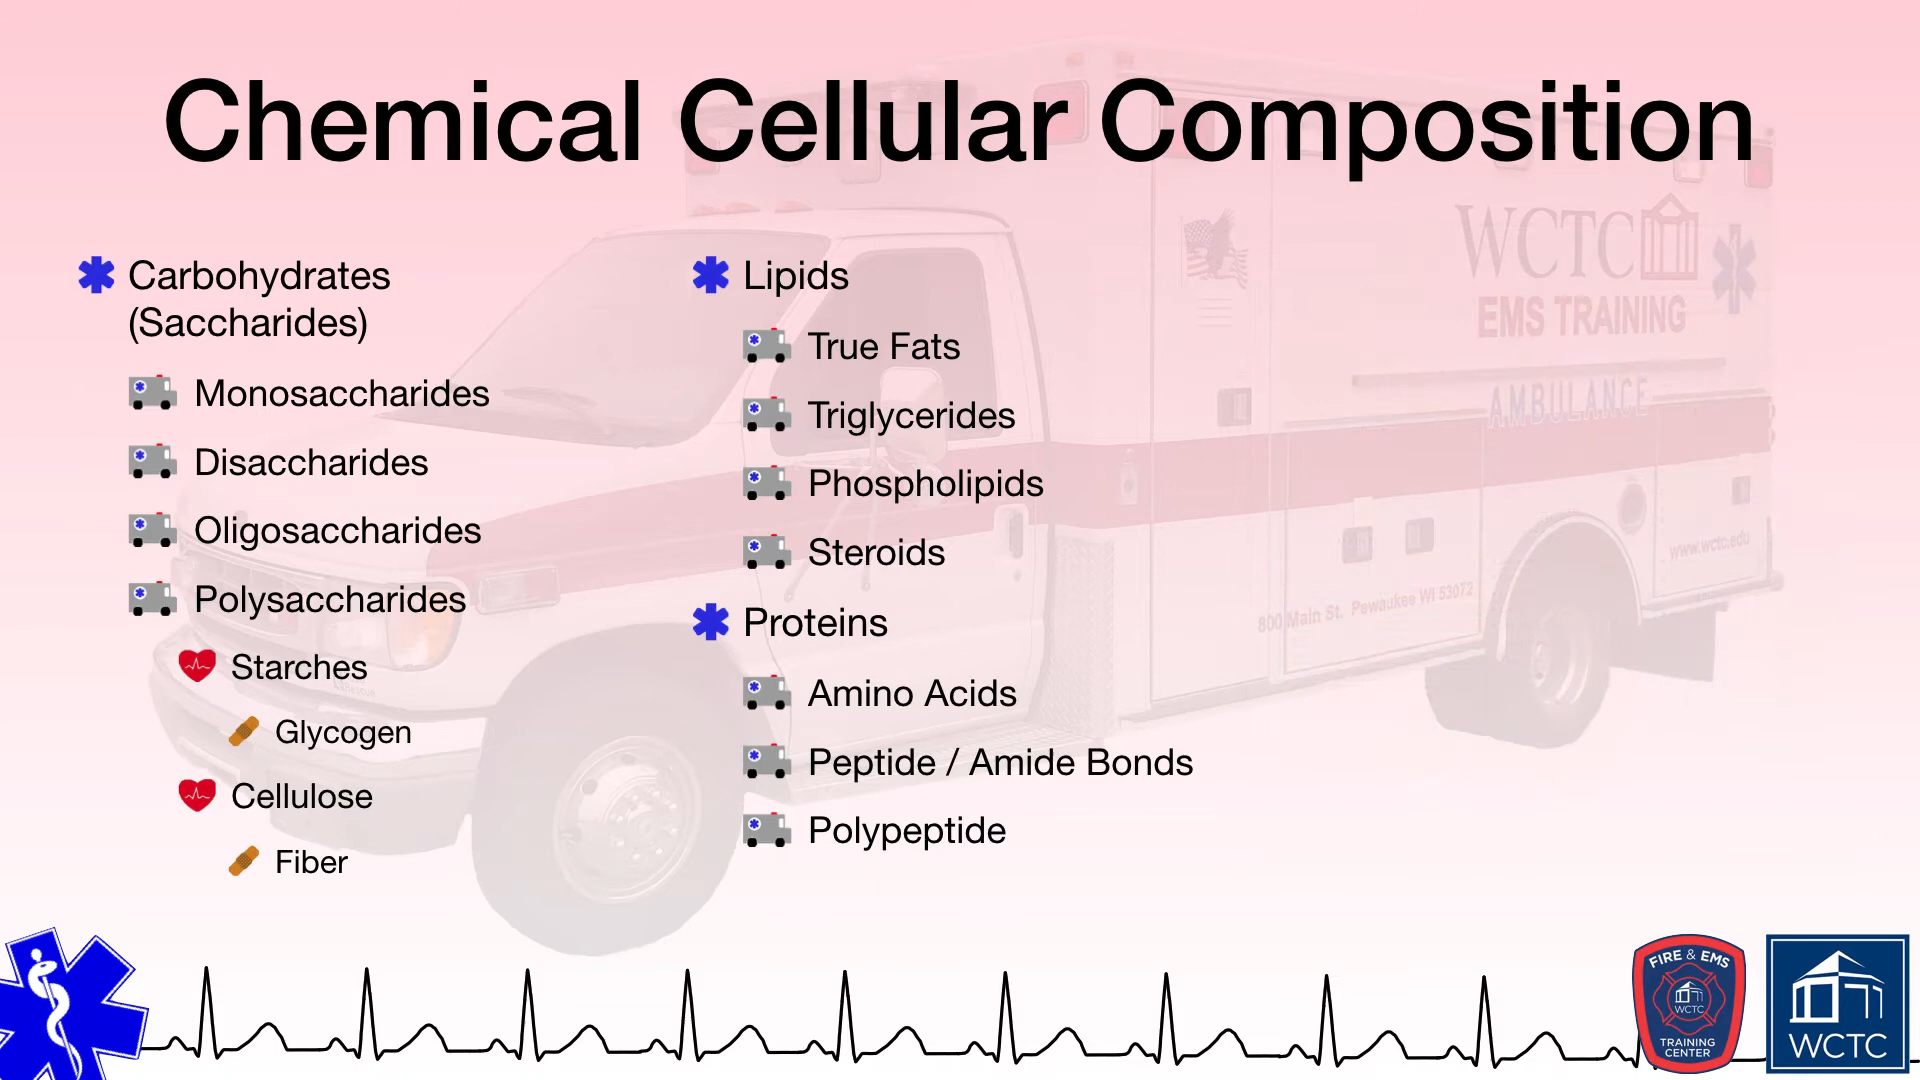 Chemical Cellular Composition
Carbohydrates
(Saccharides)
Monosaccharides
Disaccharides
Oligosaccharides
Polysaccharides
Starches
Glycogen
Cellulose
Fiber
Lipids
True Fats
Triglycerides
Phospholipids
Steroids
Proteins
Amino Acids
Peptide / Amide Bonds
Polypeptide
WCTC
EMS TRAINING
AMBULANCE
www.wctc.edu
800 Main St. Pewaukee WI 53072
FIRE & EMS
WCTC
TRAINING
CENTER
WCTC